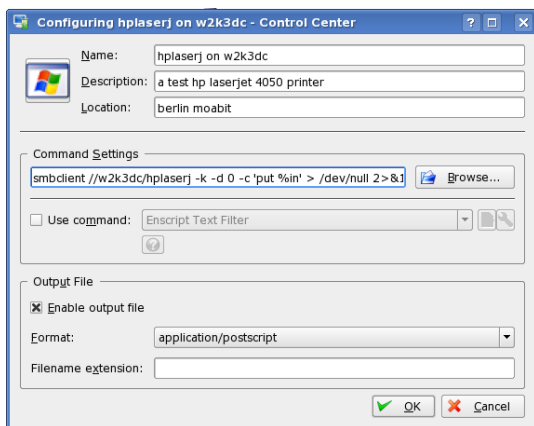 Configuring hplaserj on w2k3dc - Control Center
Name: hplaserj on w2k3dc
Description: a test hp laserjet 4050 printer
Location: berlin moabit
Command Settings
smbclient //w2k3dc/hplaserj -k -d 0 -c 'put %in' > /dev/null 2>&1 Browse...
Use command: Enscript Text Filter
Output File
Enable output file
Format: application/postscript
Filename extension:
OK Cancel